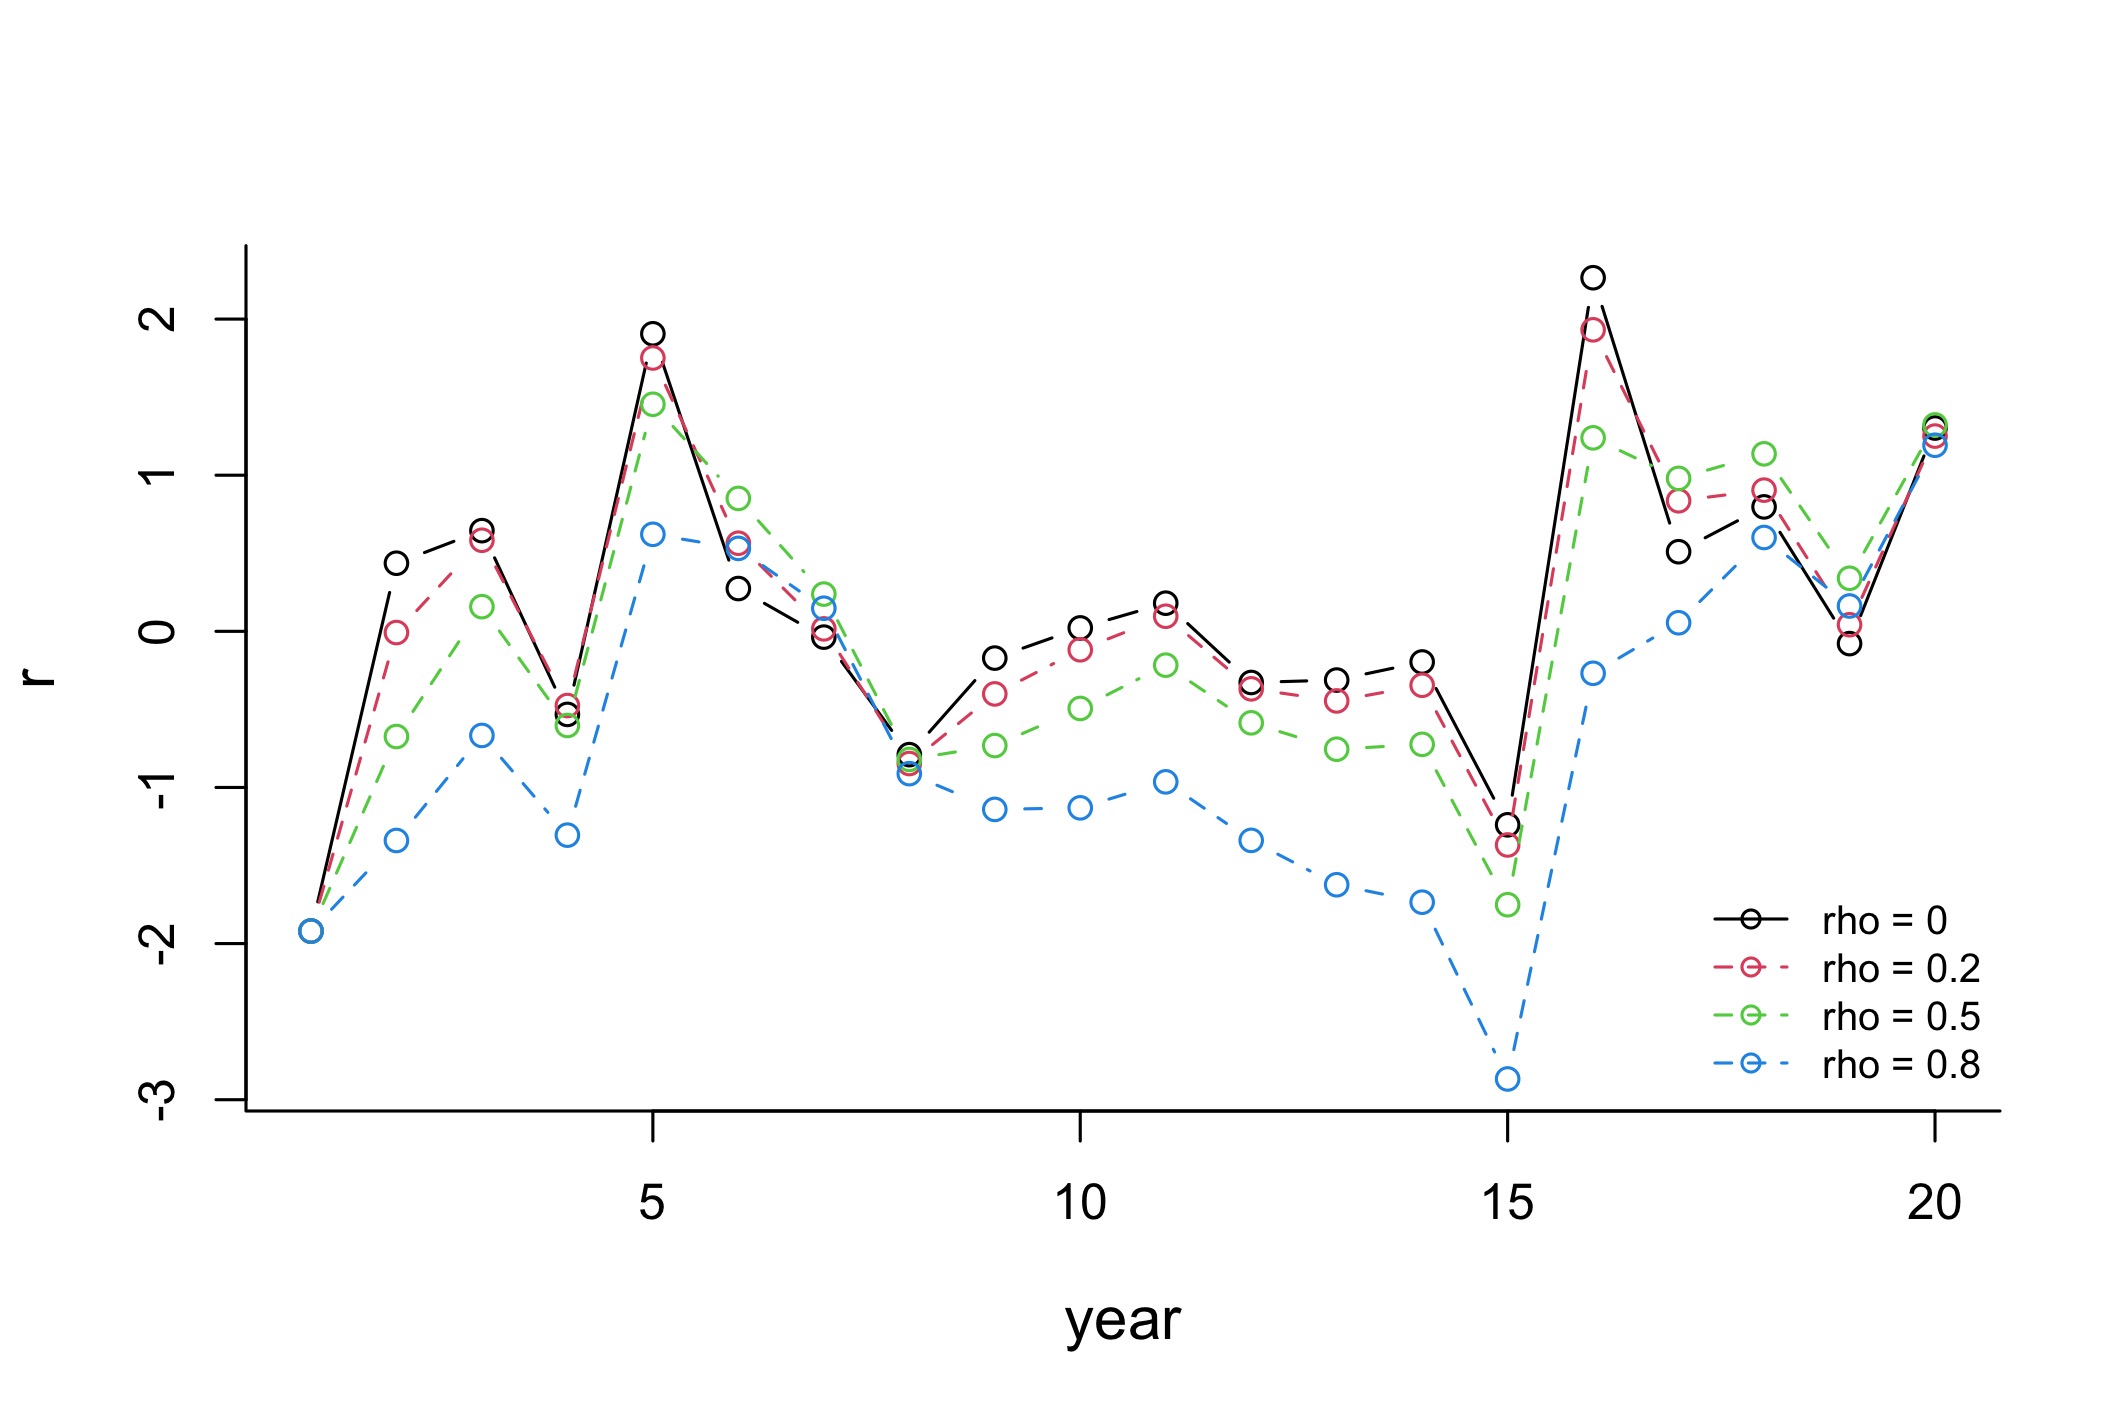 2
1
0
-1
-2
-3
r
5 10 15 20
year
rho = 0
rho = 0.2
rho = 0.5
rho = 0.8